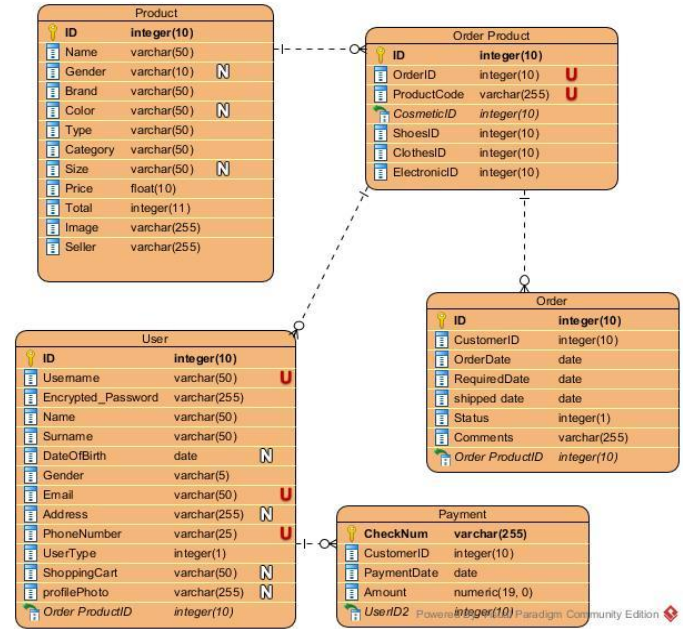 Product
ID integer(10)
Name varchar(50)
Gender varchar(10) N
Brand varchar(50)
Color varchar(50) N
Type varchar(50)
Category varchar(50)
Size varchar(50) N
Price float(10)
Total integer(11)
Image varchar(255)
Seller varchar(255)
Order Product
ID integer(10)
OrderID integer(10) U
ProductCode varchar(255) U
CosmeticID integer(10)
ShoesID integer(10)
ClothesID integer(10)
ElectronicID integer(10)
Order
ID integer(10)
CustomerID integer(10)
OrderDate date
RequiredDate date
shipped date date
Status integer(1)
Comments varchar(255)
Order ProductID integer(10)
User
ID integer(10)
Username varchar(50) U
Encrypted_Password varchar(255)
Name varchar(50)
Surname varchar(50)
DateOfBirth date N
Gender varchar(5)
Email varchar(50) U
Address varchar(255) N
PhoneNumber varchar(25) U
UserType integer(1)
ShoppingCart varchar(50) N
profilePhoto varchar(255) N
Order ProductID integer(10)
Payment
CheckNum varchar(255)
CustomerID integer(10)
PaymentDate date
Amount numeric(19, 0)
UserID2 integer(10)
Powered Paradigm Community Edition